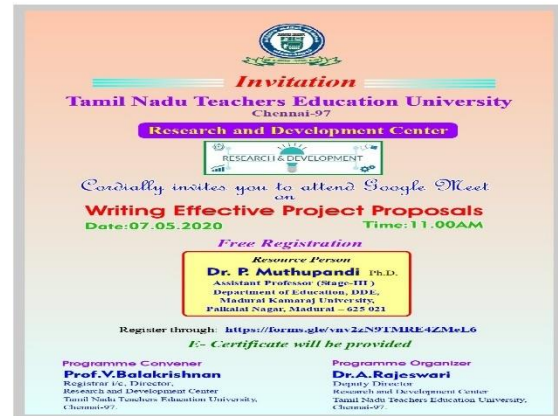 Invitation
Tamil Nadu Teachers Education University
Chennai-97
Research and Development Center
RESEARCH & DEVELOPMENT
Cordially invites you to attend Google Meet
on
Writing Effective Project Proposals
Date:07.05.2020 Time:11.00AM
Free Registration
Resource Person
Dr. P. Muthupandi Ph.D.
Assistant Professor (Stage-III )
Department of Education, DDE,
Madurai Kamaraj University,
Palkalai Nagar, Madurai – 625 021
Register through: https://forms.gle/vnv2zN9TMRE4ZMeL6
E- Certificate will be provided
Programme Convener
Prof.V.Balakrishnan
Registrar i/c, Director,
Research and Development Center
Tamil Nadu Teachers Education University,
Chennai-97.
Programme Organizer
Dr.A.Rajeswari
Deputy Director
Research and Development Center
Tamil Nadu Teachers Education University,
Chennai-97.